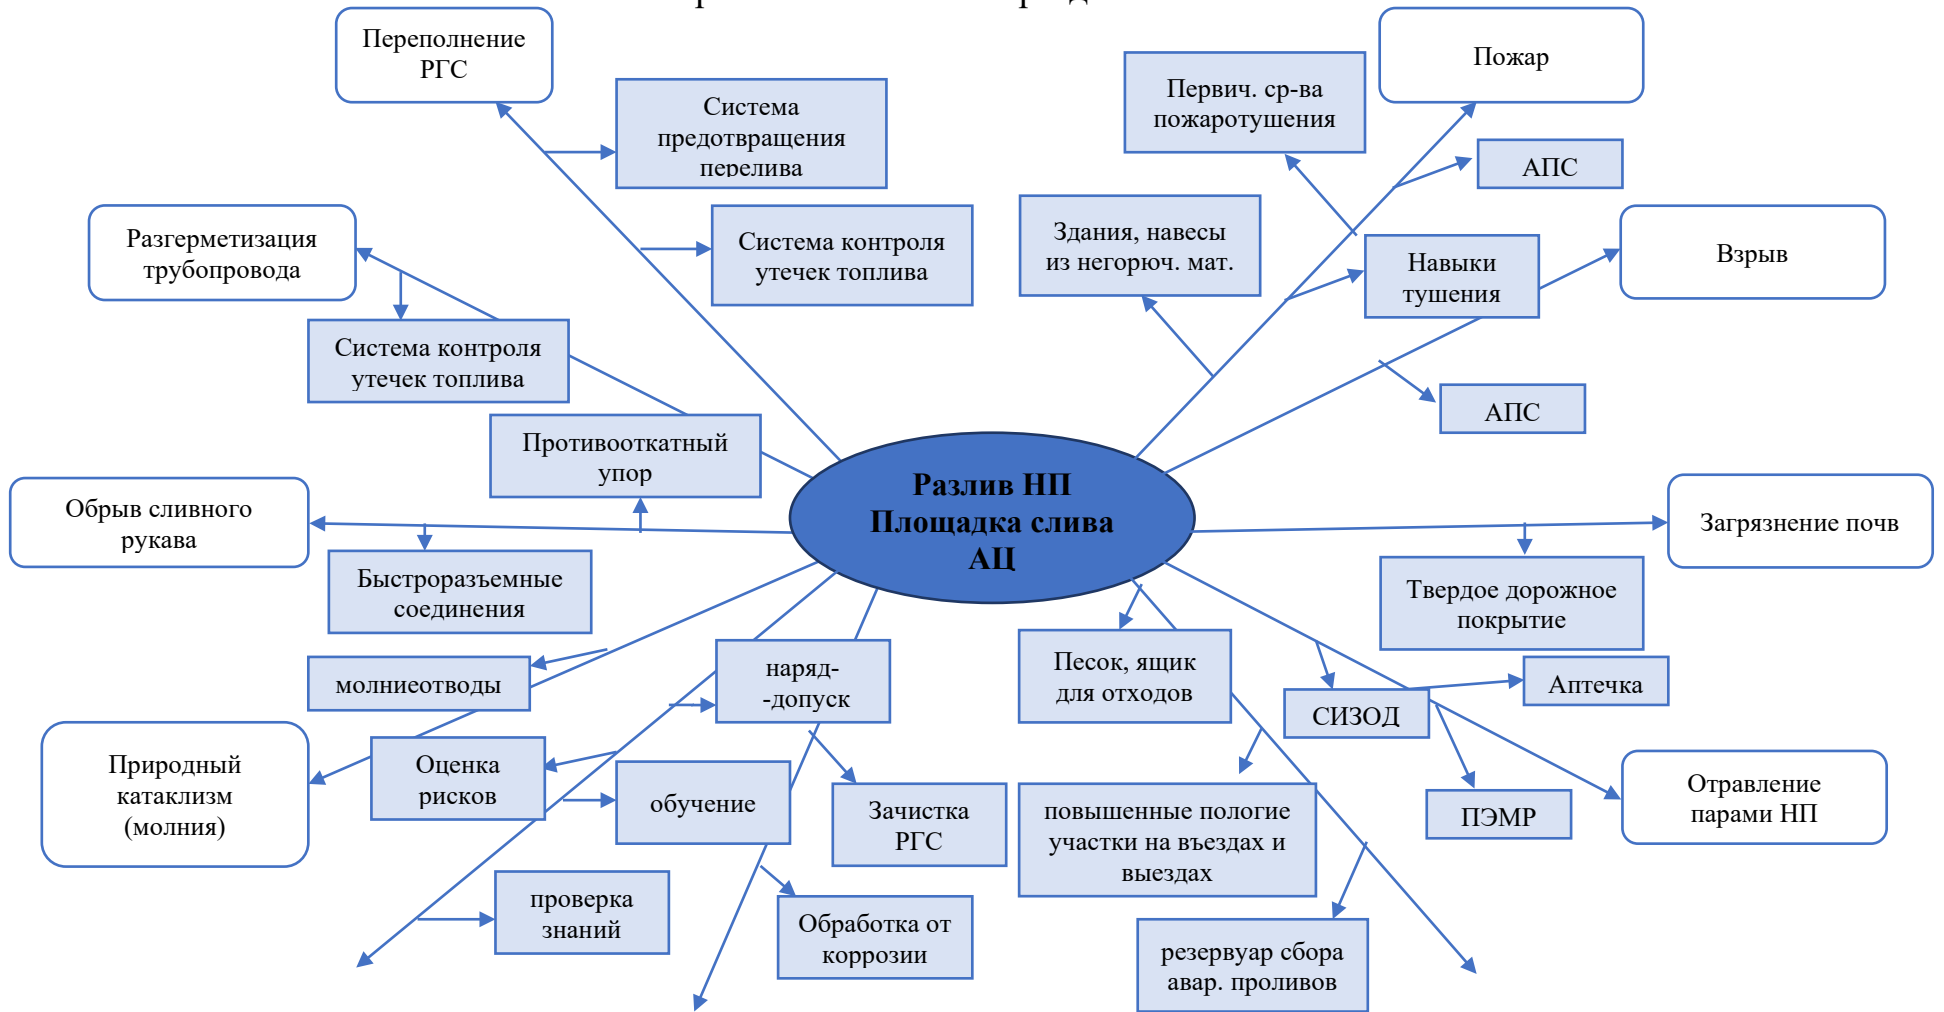 Переполнение
РГС
Пожар
Первич. ср-ва
пожаротушения
Система
предотвращения
перелива
АПС
Разгерметизация
трубопровода
Система контроля
утечек топлива
Здания, навесы
из негорюч. мат.
Навыки
тушения
Взрыв
Система контроля
утечек топлива
АПС
Противооткатный
упор
Разлив НП
Площадка слива
АЦ
Обрыв сливного
рукава
Загрязнение почв
Быстроразъемные
соединения
Твердое дорожное
покрытие
молниеотводы
наряд-
-допуск
Песок, ящик
для отходов
СИЗОД
Аптечка
Природный
катаклизм
(молния)
Оценка
рисков
обучение
Зачистка
РГС
повышенные пологие
участки на въездах и
выездах
ПЭМР
Отравление
парами НП
проверка
знаний
Обработка от
коррозии
резервуар сбора
авар. проливов